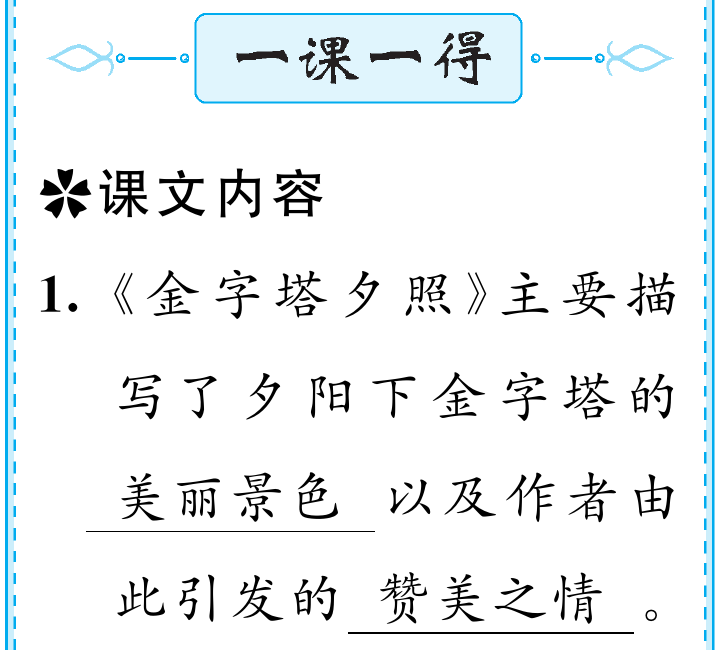 一课一得
课文内容
1.《金字塔夕照》主要描
写了夕阳下金字塔的
美丽景色以及作者由
此引发的赞美之情。